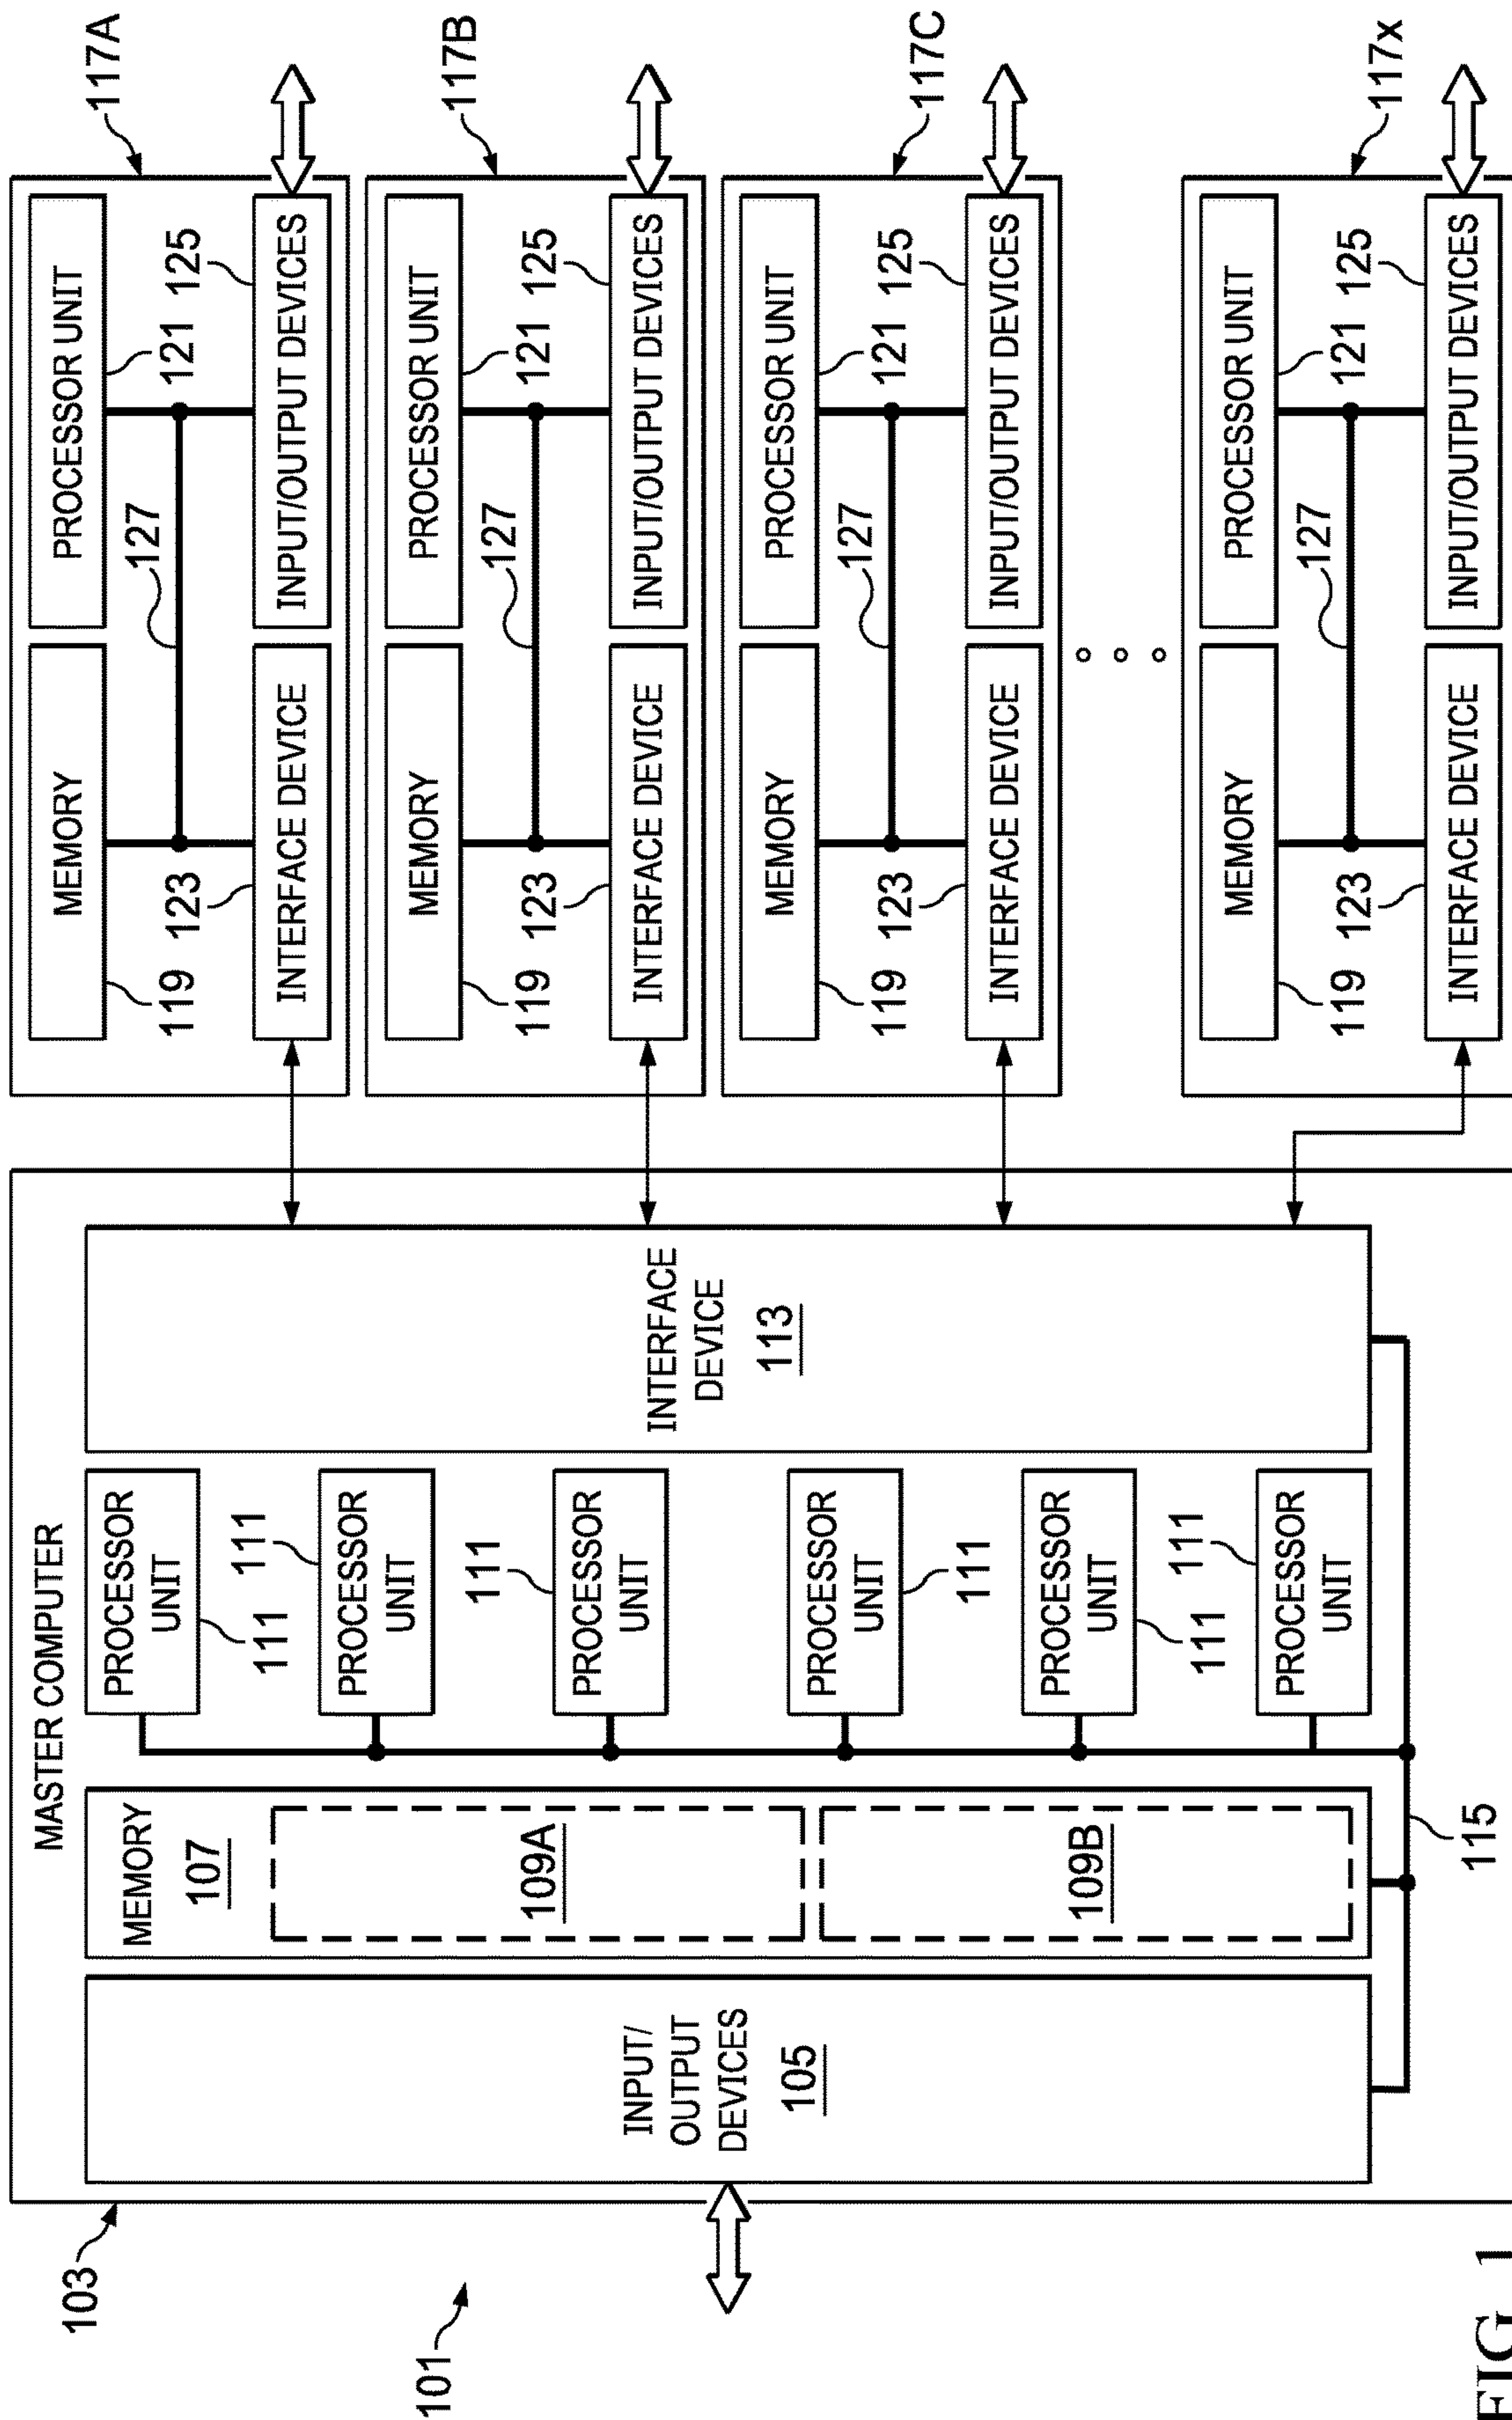 101
103
MASTER COMPUTER
INPUT/
OUTPUT
DEVICES
105
MEMORY
107
109A
109B
115
PROCESSOR
UNIT
111
PROCESSOR
UNIT
111
PROCESSOR
UNIT
111
PROCESSOR
UNIT
111
PROCESSOR
UNIT
111
PROCESSOR
UNIT
111
INTERFACE
DEVICE
113
117A
MEMORY
PROCESSOR UNIT
119
127
121
123
125
INTERFACE DEVICE
INPUT/OUTPUT DEVICES
117B
MEMORY
PROCESSOR UNIT
119
127
121
123
125
INTERFACE DEVICE
INPUT/OUTPUT DEVICES
117C
MEMORY
PROCESSOR UNIT
119
127
121
123
125
INTERFACE DEVICE
INPUT/OUTPUT DEVICES
117x
MEMORY
PROCESSOR UNIT
119
127
121
123
125
INTERFACE DEVICE
INPUT/OUTPUT DEVICES
FIG. 1